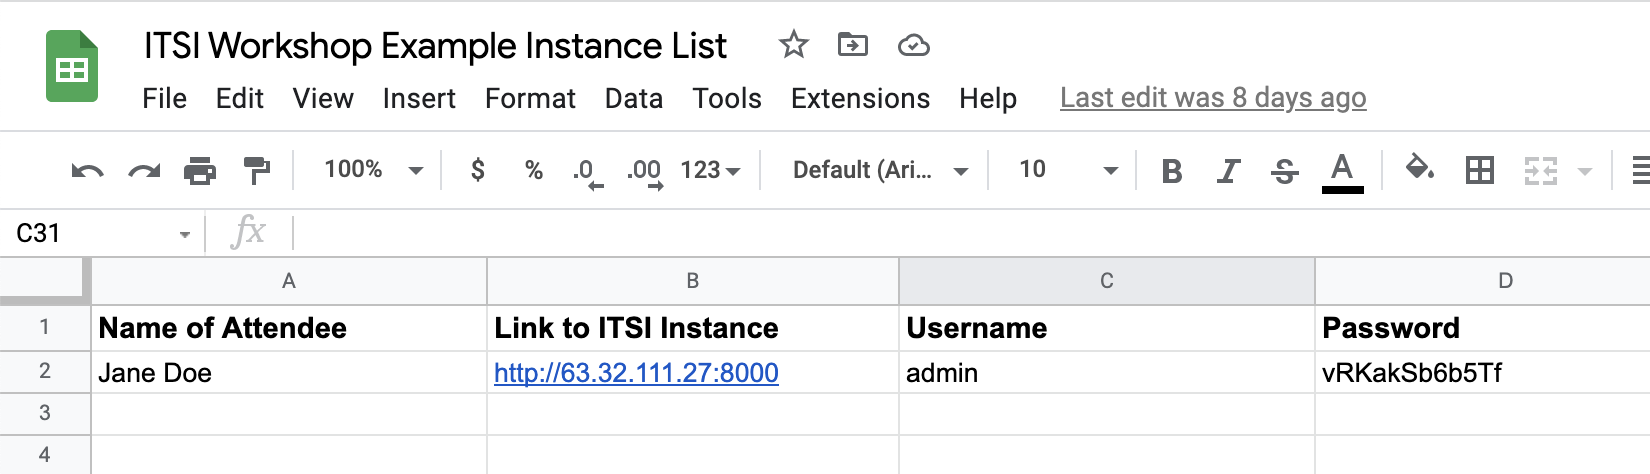 ITSI Workshop Example Instance List
File Edit View Insert Format Data Tools Extensions Help Last edit was 8 days ago
100% $ % .0 .00 123 Default (Ari... 10 B I S A
C31 fx
A B C D
1 Name of Attendee Link to ITSI Instance Username Password
2 Jane Doe http://63.32.111.27:8000 admin vRKakSb6b5Tf
3
4